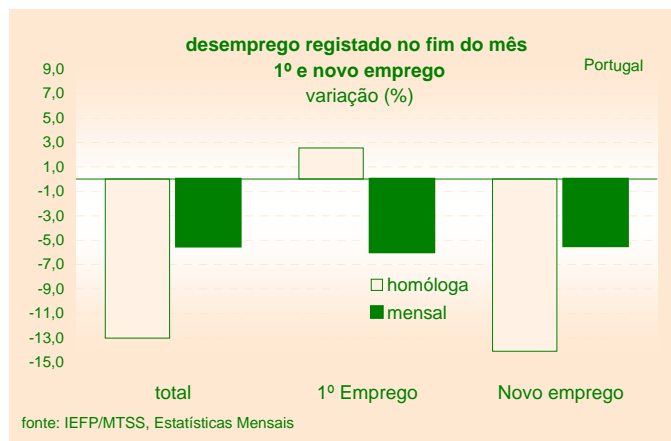 desemprego registado no fim do mês
1º e novo emprego
variação (%)
Portugal
9,0
7,0
5,0
3,0
1,0
-1,0
-3,0
-5,0
-7,0
-9,0
-11,0
-13,0
-15,0
homóloga
mensal
total 1º Emprego Novo emprego
fonte: IEFP/MTSS, Estatísticas Mensais